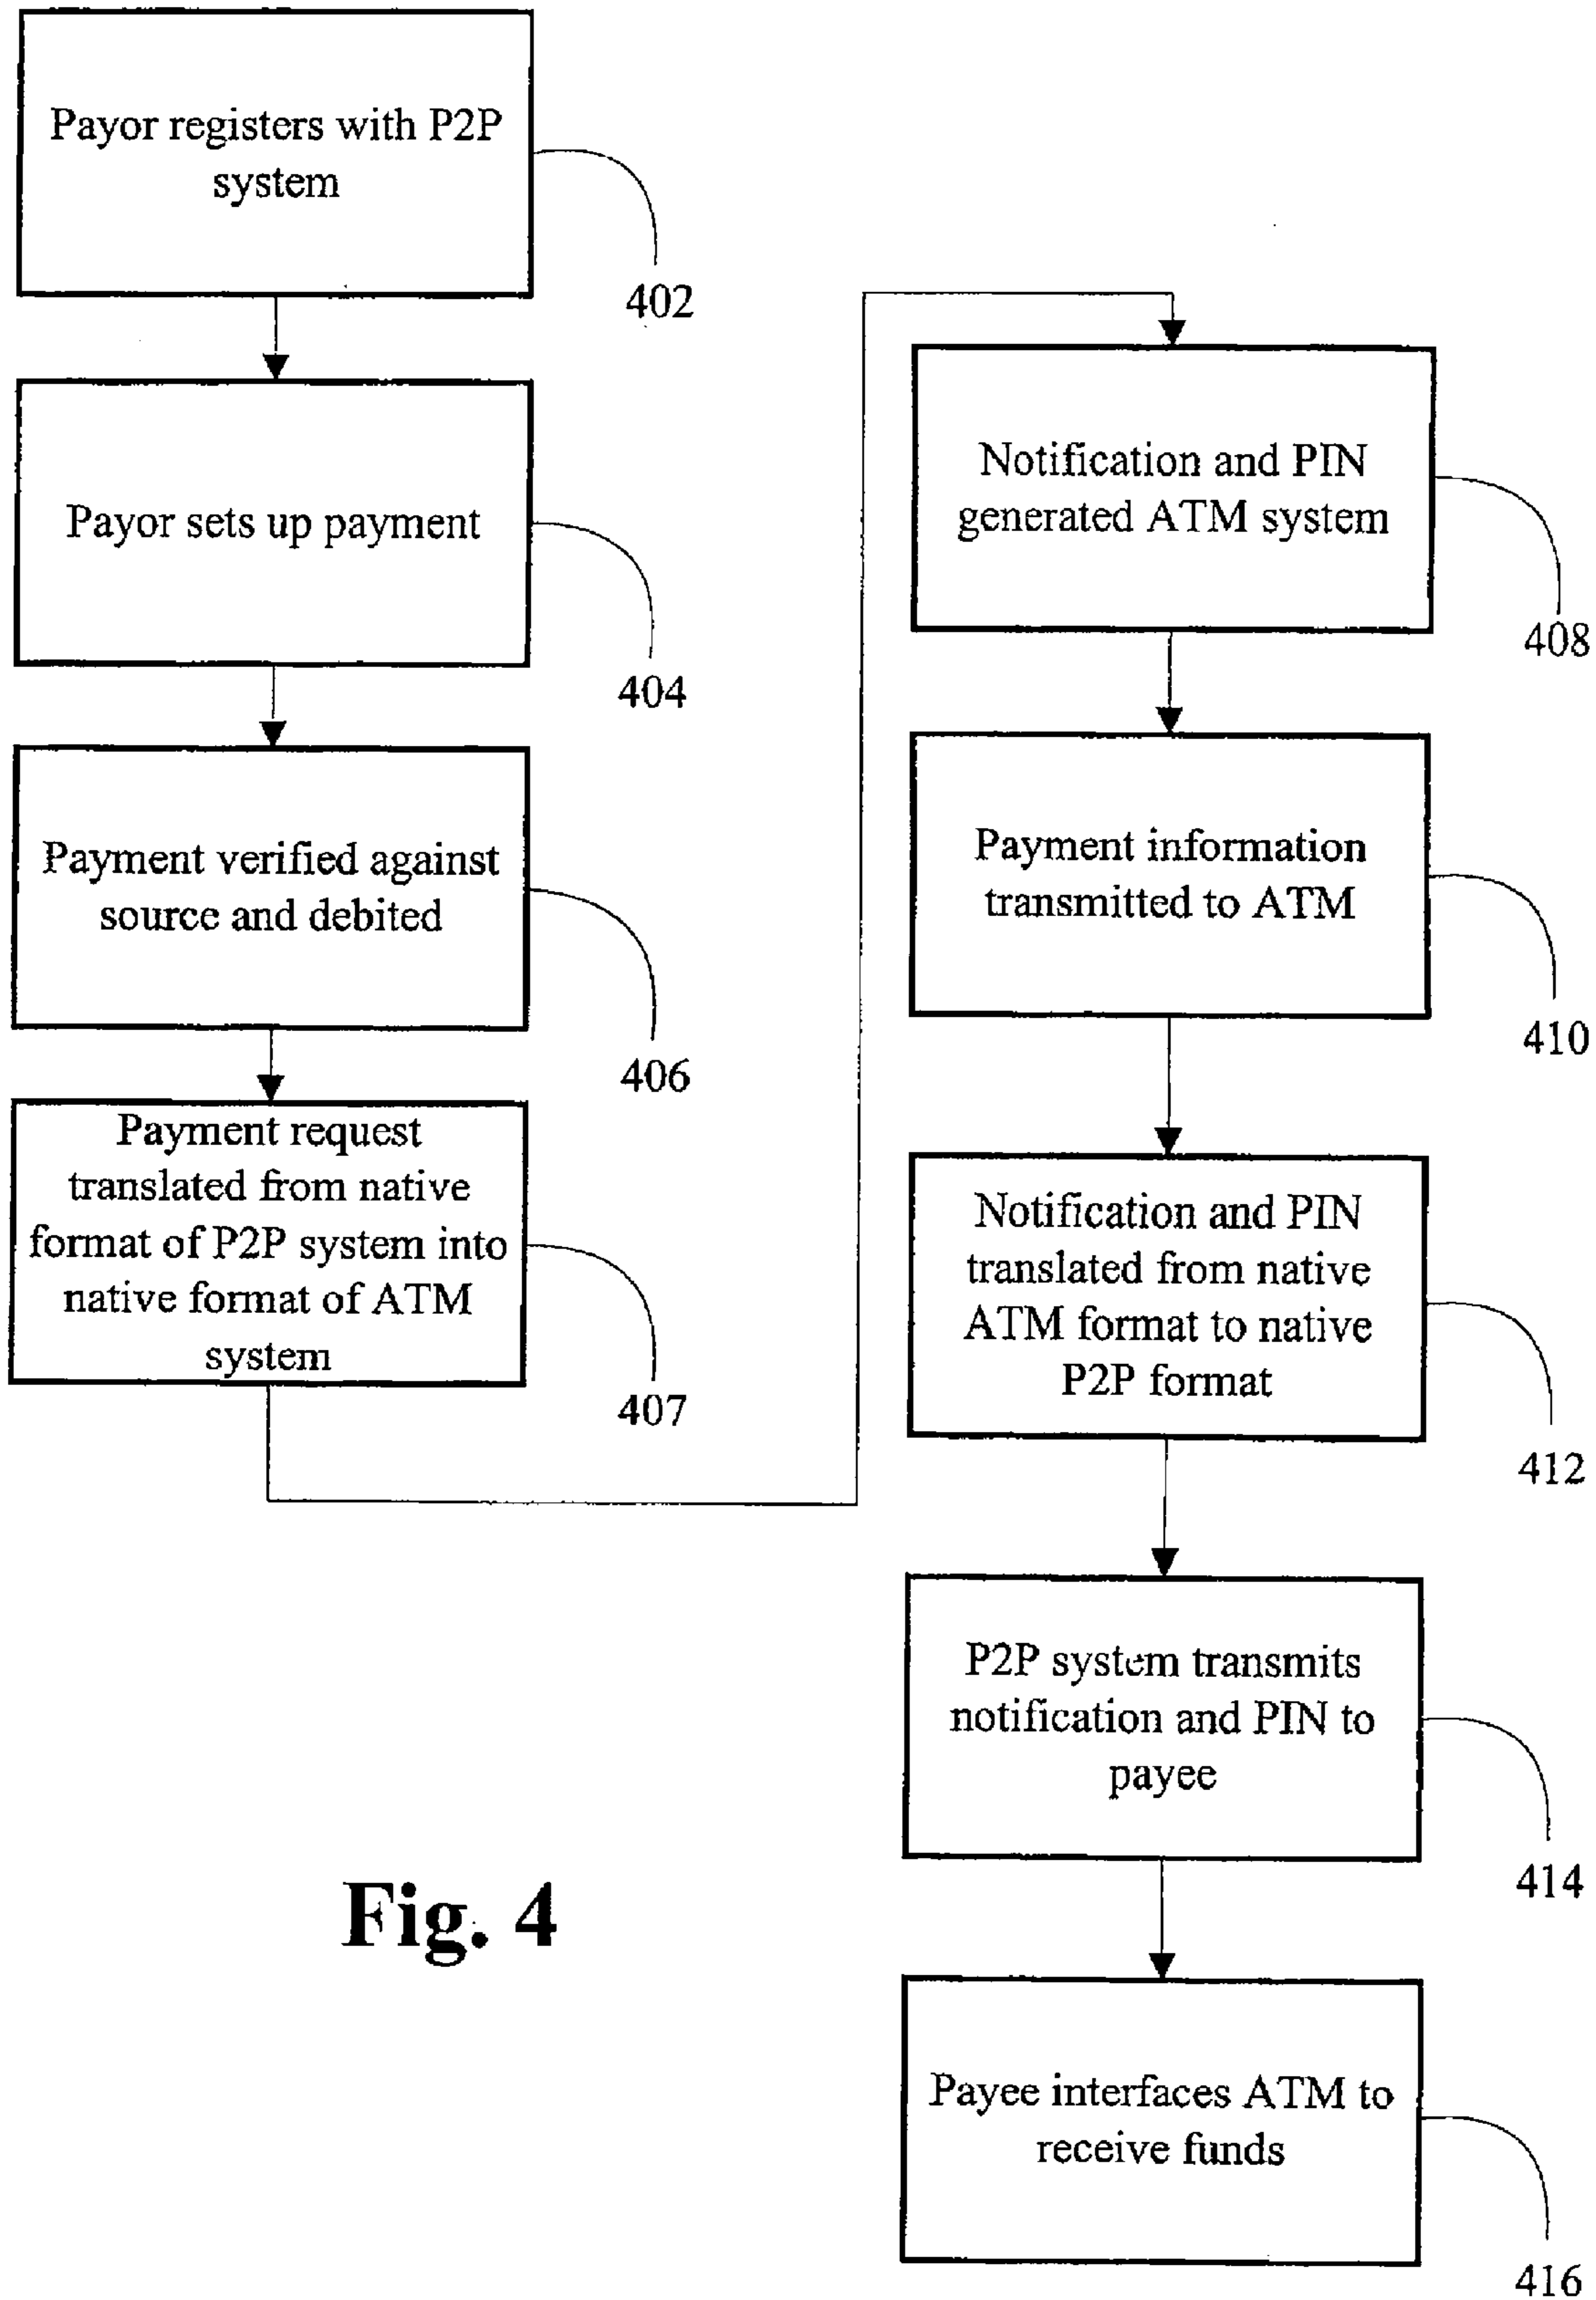 Payor registers with P2P
system
402
Payor sets up payment
404
Payment verified against
source and debited
406
Payment request
translated from native
format of P2P system into
native format of ATM
system
407
Notification and PIN
generated ATM system
408
Payment information
transmitted to ATM
410
Notification and PIN
translated from native
ATM format to native
P2P format
412
P2P system transmits
notification and PIN to
payee
414
Payee interfaces ATM to
receive funds
416
Fig. 4